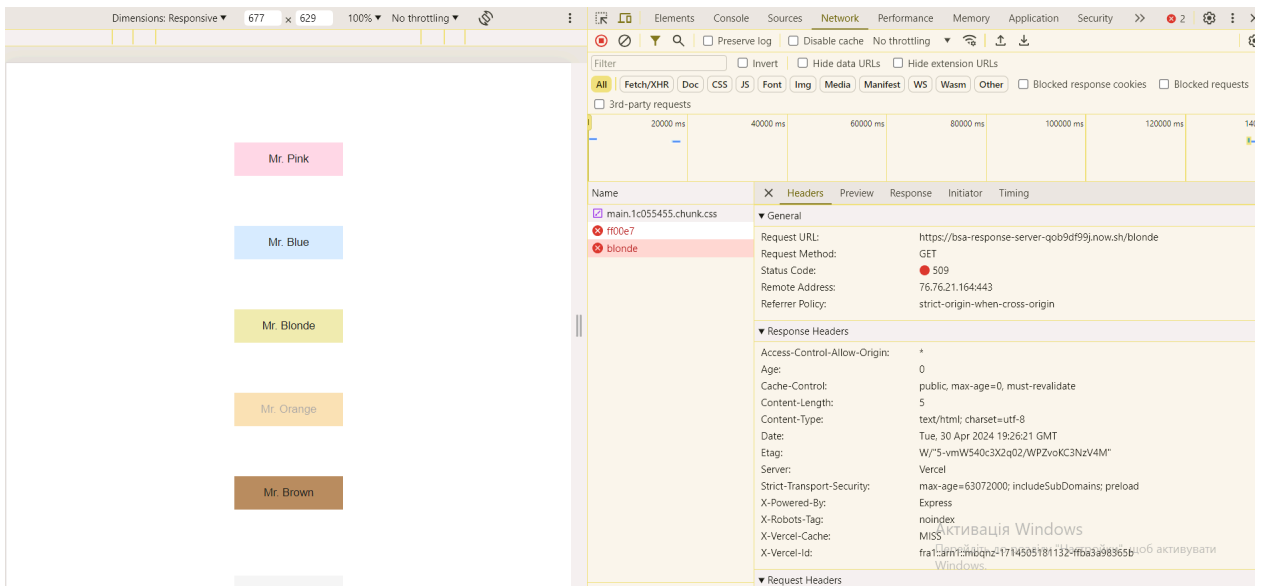 Dimensions: Responsive ▼ 677 × 629 100% ▼ No throttling ▼
Elements Console Sources Network Performance Memory Application Security >> 2
Preserve log Disable cache No throttling ▼
Filter Invert Hide data URLs Hide extension URLs
All Fetch/XHR Doc CSS JS Font Img Media Manifest WS Wasm Other Blocked response cookies Blocked requests
3rd-party requests
20000 ms 40000 ms 60000 ms 80000 ms 100000 ms 120000 ms 140
Name Headers Preview Response Initiator Timing
main.1c055455.chunk.css
ff00e7
blonde
▼ General
Request URL: https://bsa-response-server-qob9df99j.now.sh/blonde
Request Method: GET
Status Code: 509
Remote Address: 76.76.21.164:443
Referrer Policy: strict-origin-when-cross-origin
▼ Response Headers
Access-Control-Allow-Origin: *
Age: 0
Cache-Control: public, max-age=0, must-revalidate
Content-Length: 5
Content-Type: text/html; charset=utf-8
Date: Tue, 30 Apr 2024 19:26:21 GMT
Etag: W/"5-vmW540c3X2q02/WPZvoKC3NzV4M"
Server: Vercel
Strict-Transport-Security: max-age=63072000; includeSubDomains; preload
X-Powered-By: Express
X-Robots-Tag: noindex
X-Vercel-Cache: MISS
X-Vercel-Id: fra1::arn1::mbqnz-1714505181132-ffba3a98365b
▼ Request Headers
Mr. Pink
Mr. Blue
Mr. Blonde
Mr. Orange
Mr. Brown
Активація Windows
щоб активувати
Windows.